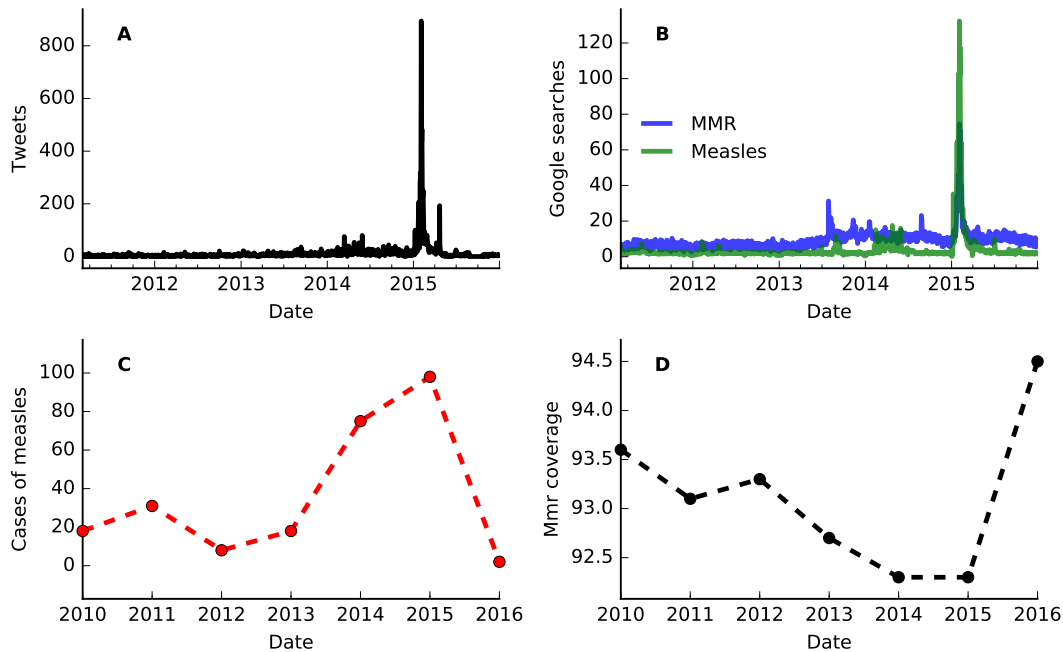 A
Tweets
800
600
400
200
0
2012 2013 2014 2015
Date
B
Google searches
120
100
80
60
40
20
0
MMR
Measles
2012 2013 2014 2015
Date
C
Cases of measles
100
80
60
40
20
0
2010 2011 2012 2013 2014 2015 2016
Date
D
Mmr coverage
94.5
94.0
93.5
93.0
92.5
2010 2011 2012 2013 2014 2015 2016
Date